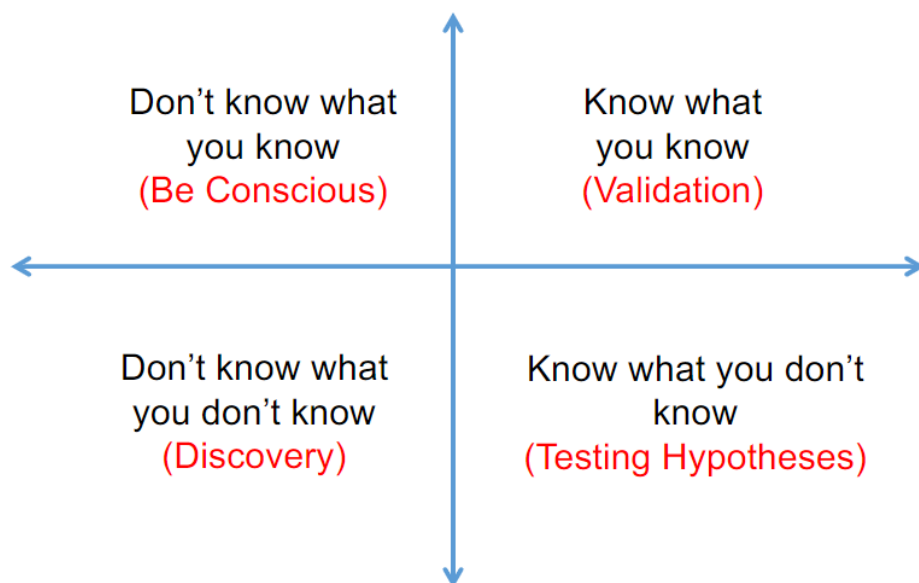 Don’t know what
you know
(Be Conscious)
Know what
you know
(Validation)
Don’t know what
you don’t know
(Discovery)
Know what you don’t
know
(Testing Hypotheses)